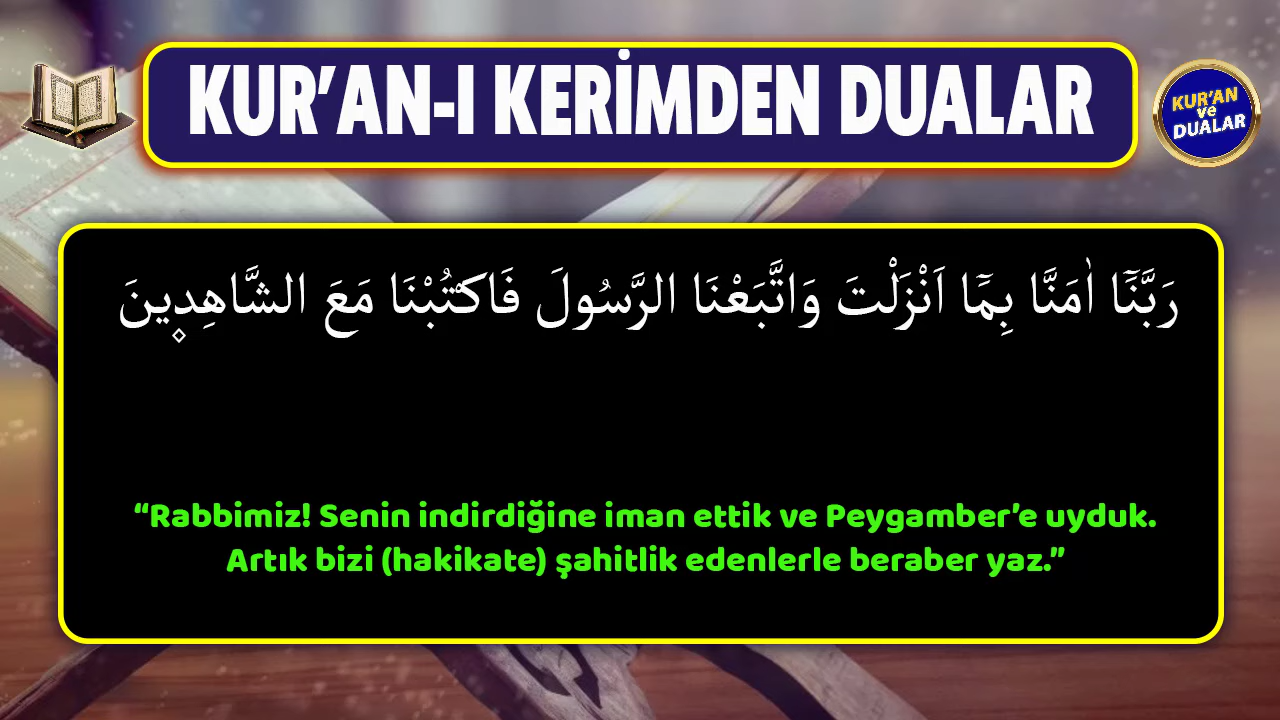 KUR’AN-I KERİMDEN DUALAR
KUR’AN
ve
DUALAR
رَبَّنَٓا اٰمَنَّا بِمَٓا اَنْزَلْتَ وَاتَّبَعْنَا الرَّسُولَ فَاكْتُبْنَا مَعَ الشَّاهِد۪ينَ
“Rabbimiz! Senin indirdiğine iman ettik ve Peygamber’e uyduk.
Artık bizi (hakikate) şahitlik edenlerle beraber yaz.”